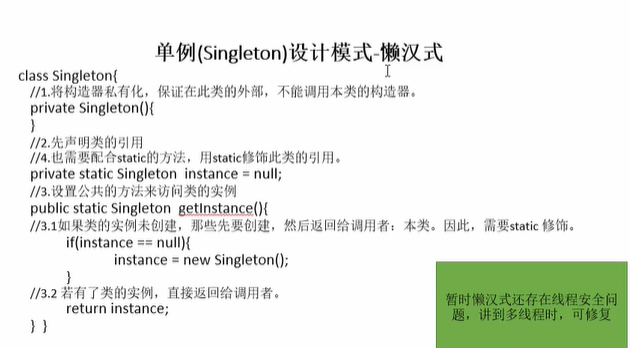 单例(Singleton)设计模式-懒汉式
class Singleton{
//1.将构造器私有化，保证在此类的外部，不能调用本类的构造器。
private Singleton(){
}
//2.先声明类的引用
//4.也需要配合static的方法，用static修饰此类的引用。
private static Singleton instance = null;
//3.设置公共的方法来访问类的实例
public static Singleton getInstance(){
//3.1如果类的实例未创建，那些先要创建，然后返回给调用者：本类。因此，需要static 修饰。
if(instance == null){
instance = new Singleton();
}
//3.2 若有了类的实例，直接返回给调用者。
return instance;
} }
暂时懒汉式还存在线程安全问
题，讲到多线程时，可修复